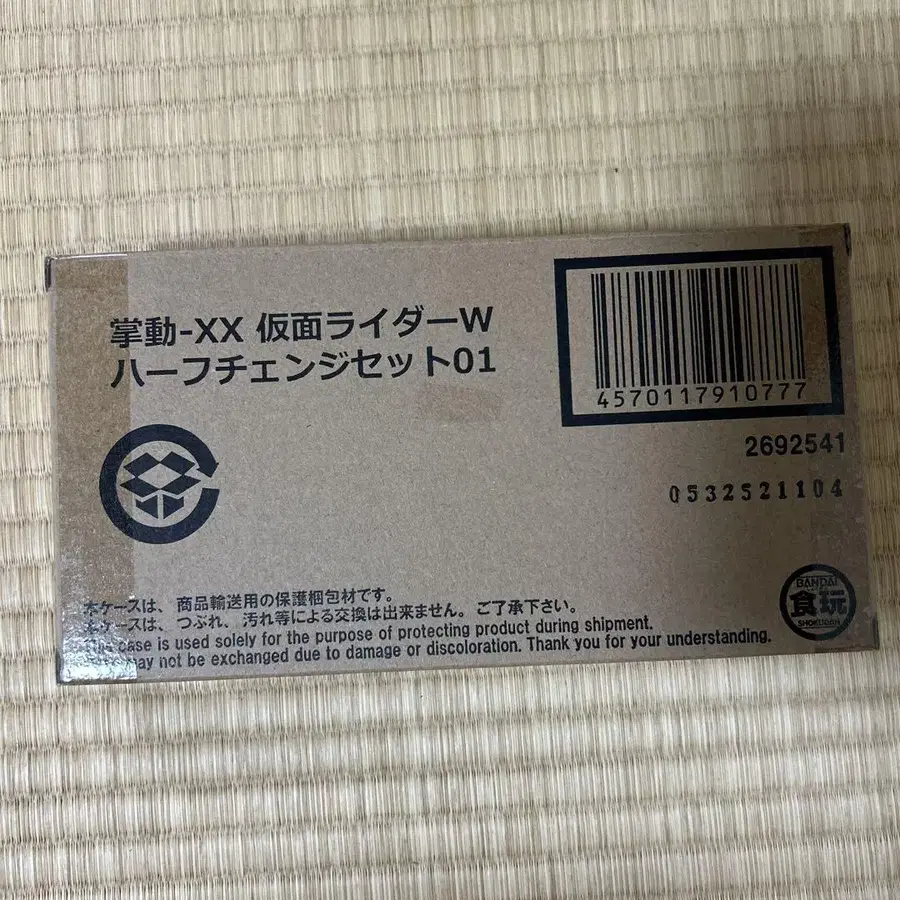 掌動-XX 仮面ライダーW
ハーフチェンジセット01
4570117910777
2692541
0532521104
本ケースは、商品輸送用の保護梱包材です。
本ケースは、つぶれ、汚れ等による交換は出来ません。ご了承下さい。
This case is used solely for the purpose of protecting product during shipment.
may not be exchanged due to damage or discoloration. Thank you for your understanding.
BANDAI
食玩
SHOKUGAN